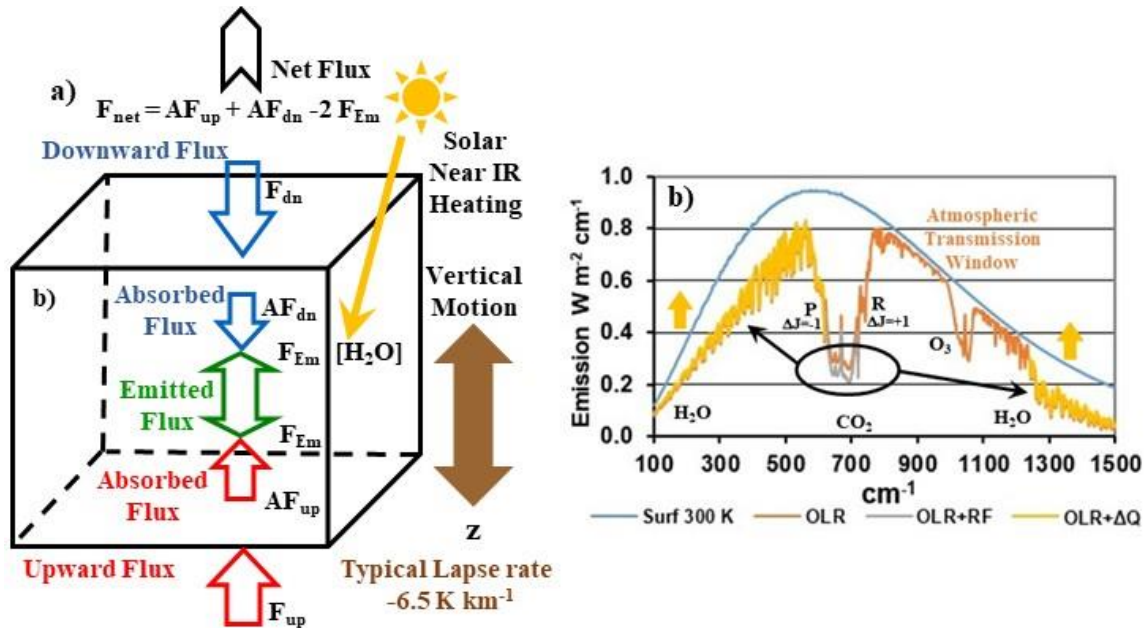 Net Flux
a)
F_net = AF_up + AF_dn -2 F_Em
Downward Flux
F_dn
Solar
Near IR
Heating
b)
Absorbed
Flux
AF_dn
[H₂O]
F_Em
Emitted
Flux
F_Em
Absorbed
Flux
AF_up
Upward Flux
F_up
Vertical
Motion
z
Typical Lapse rate
-6.5 K km⁻¹
b)
Emission W m⁻² cm⁻¹
1.0
0.8
0.6
0.4
0.2
0.0
Atmospheric
Transmission
Window
P
ΔJ=-1
R
ΔJ=+1
O₃
H₂O
CO₂
H₂O
100 300 500 700 900 1100 1300 1500
cm⁻¹
Surf 300 K OLR OLR+RF OLR+ΔQ